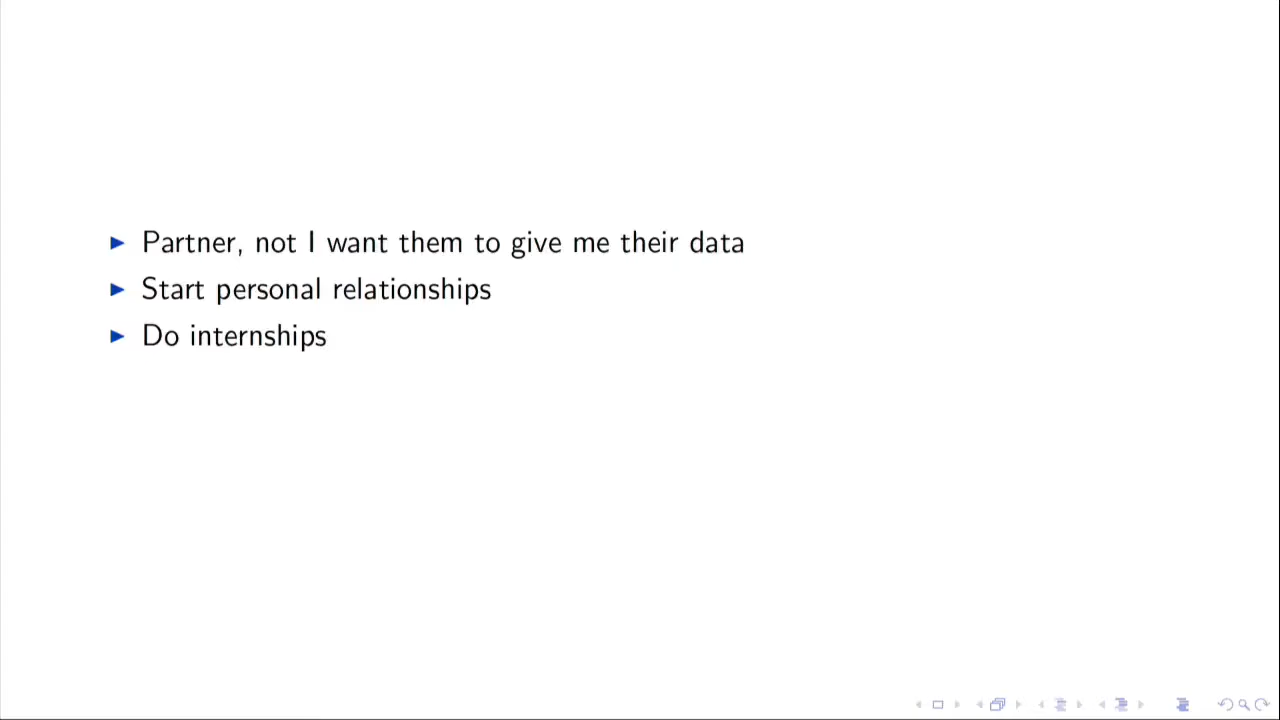 Partner, not I want them to give me their data
Start personal relationships
Do internships